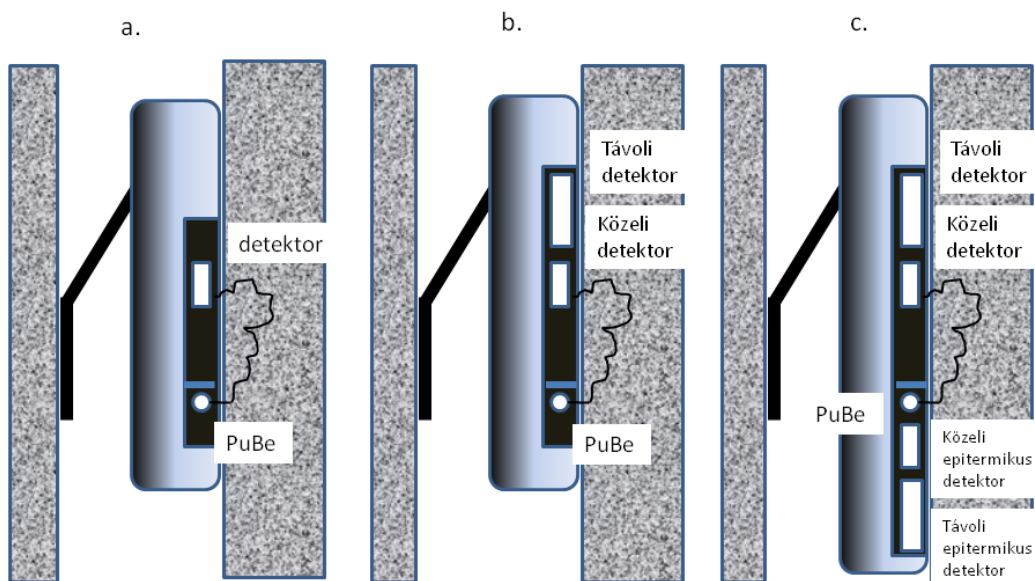 a.
detektor
PuBe
b.
Távoli
detektor
Közeli
detektor
PuBe
c.
Távoli
detektor
Közeli
detektor
PuBe
Közeli
epitermikus
detektor
Távoli
epitermikus
detektor